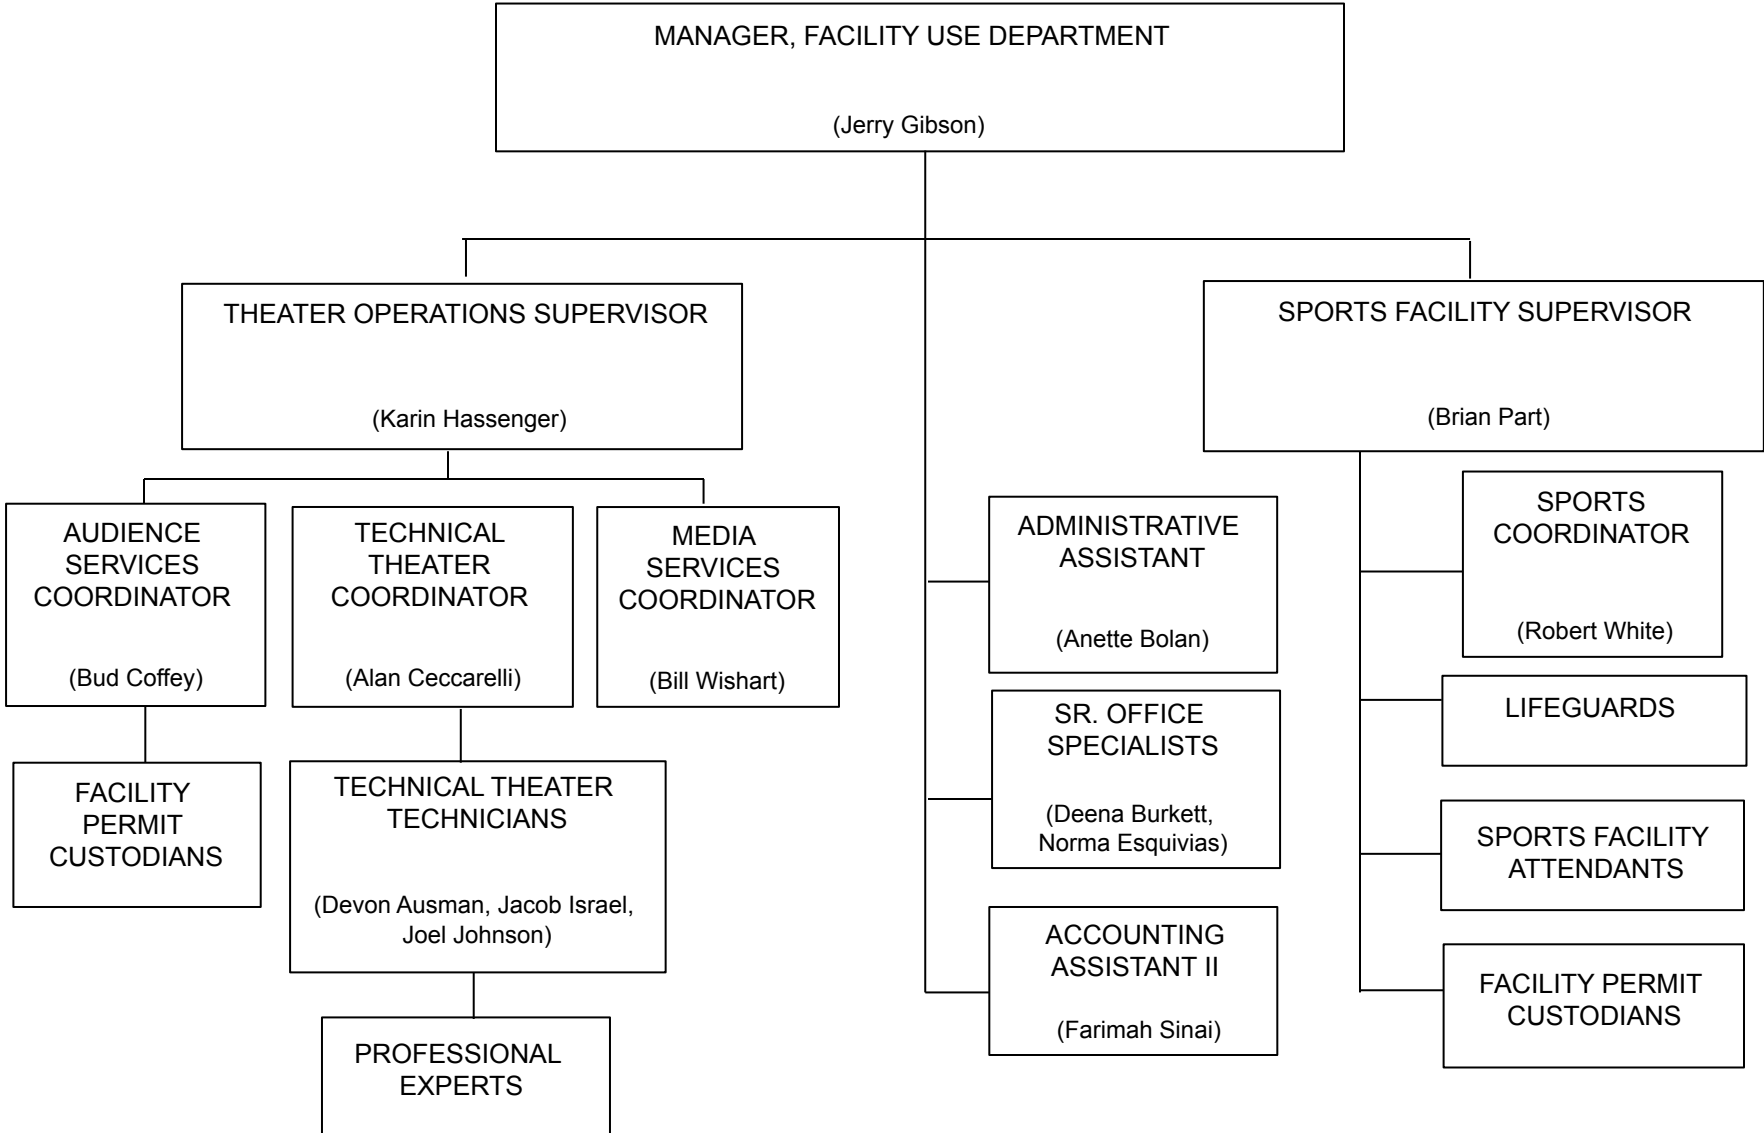 MANAGER, FACILITY USE DEPARTMENT
(Jerry Gibson)
THEATER OPERATIONS SUPERVISOR
(Karin Hassenger)
SPORTS FACILITY SUPERVISOR
(Brian Part)
AUDIENCE
SERVICES
COORDINATOR
(Bud Coffey)
TECHNICAL
THEATER
COORDINATOR
(Alan Ceccarelli)
MEDIA
SERVICES
COORDINATOR
(Bill Wishart)
ADMINISTRATIVE
ASSISTANT
(Anette Bolan)
SPORTS
COORDINATOR
(Robert White)
FACILITY
PERMIT
CUSTODIANS
TECHNICAL THEATER
TECHNICIANS
(Devon Ausman, Jacob Israel,
Joel Johnson)
SR. OFFICE
SPECIALISTS
(Deena Burkett,
Norma Esquivias)
LIFEGUARDS
SPORTS FACILITY
ATTENDANTS
ACCOUNTING
ASSISTANT II
(Farimah Sinai)
FACILITY PERMIT
CUSTODIANS
PROFESSIONAL
EXPERTS